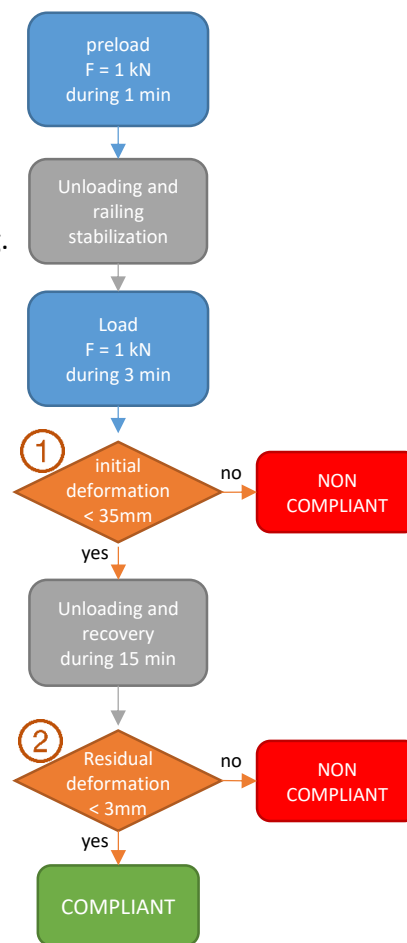 preload
F = 1 kN
during 1 min
Unloading and
railing
stabilization
.
Load
F = 1 kN
during 3 min
1
initial
deformation
< 35mm
no
NON
COMPLIANT
yes
Unloading and
recovery
during 15 min
2
Residual
deformation
< 3mm
no
NON
COMPLIANT
yes
COMPLIANT